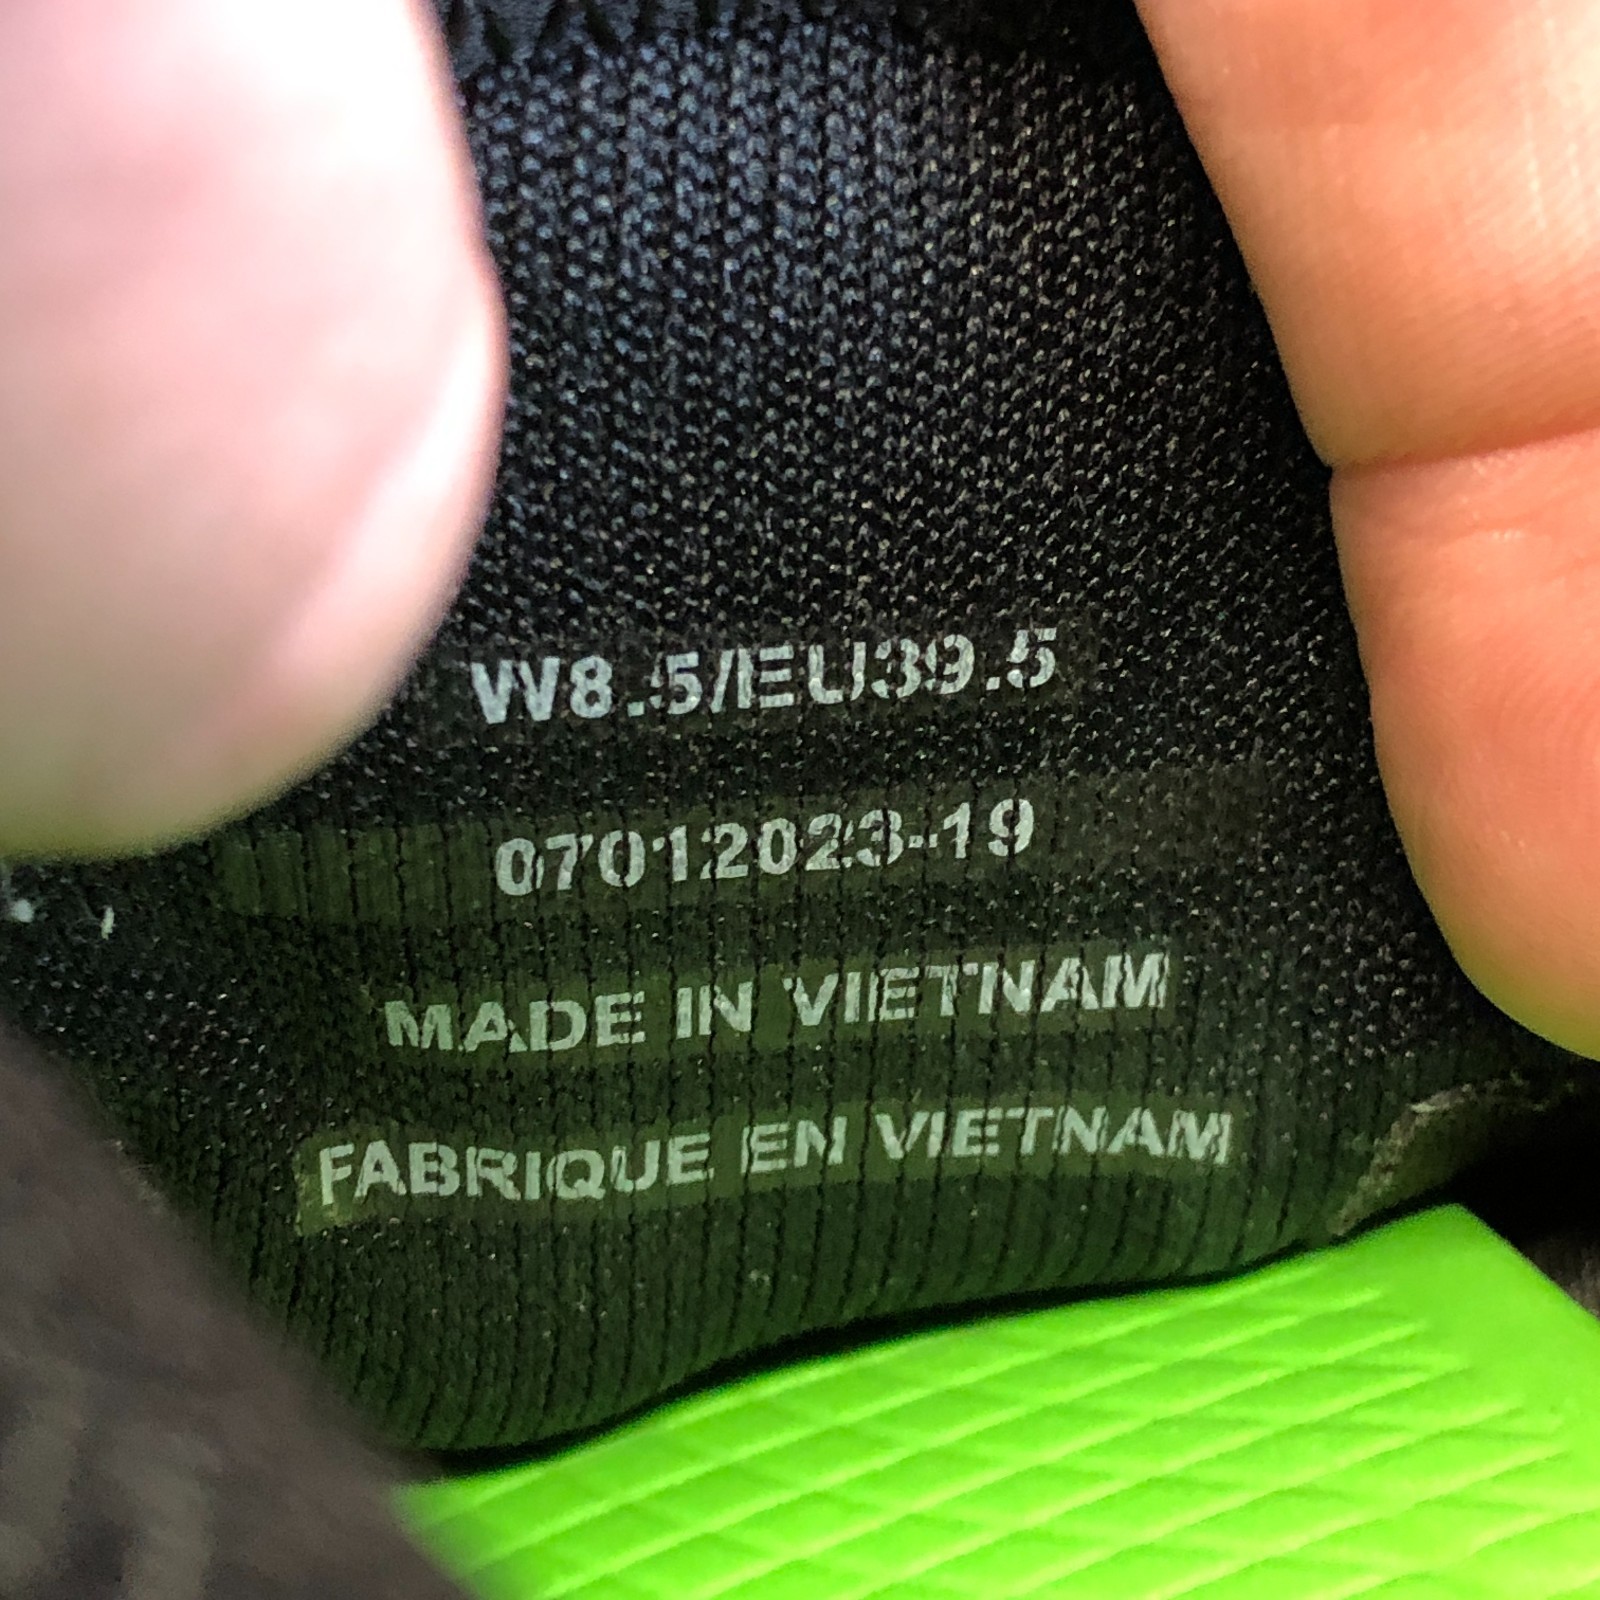 W8.5/EU39.5
07012023-19
MADE IN VIETNAM
FABRIQUE EN VIETNAM